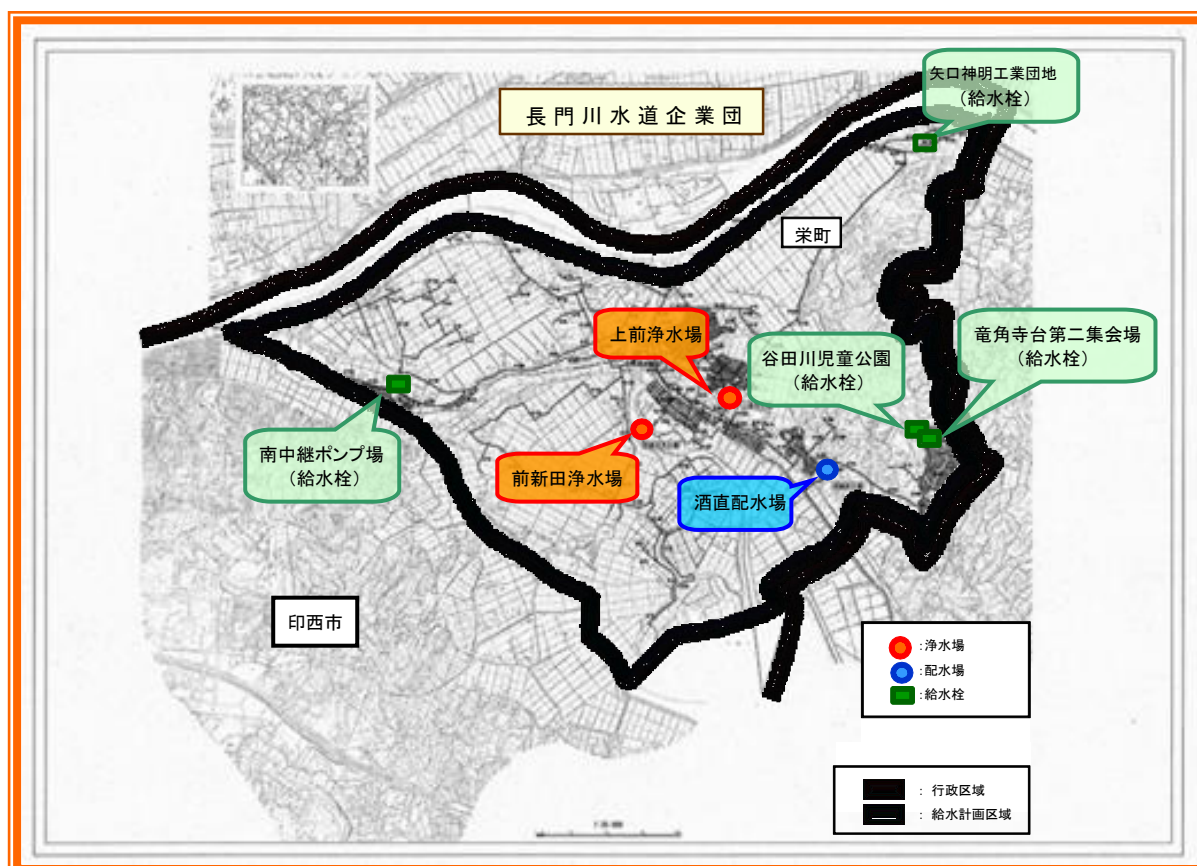 長門川水道企業団
矢口神明工業団地
(給水栓)
栄町
上前浄水場
谷田川児童公園
(給水栓)
竜角寺台第二集会場
(給水栓)
南中継ポンプ場
(給水栓)
前新田浄水場
酒直配水場
印西市
:浄水場
:配水場
:給水栓
: 行政区域
: 給水計画区域